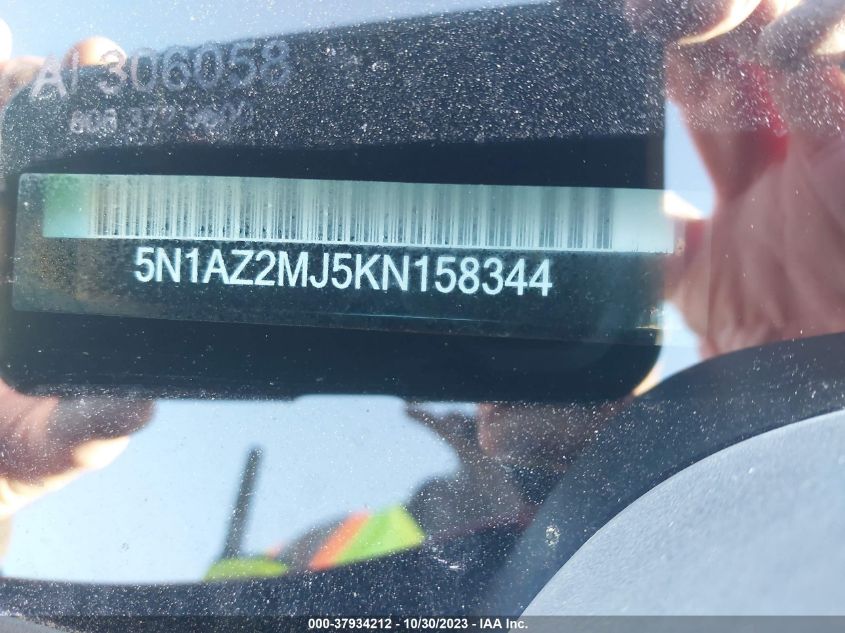 AI 306058
5N1AZ2MJ5KN158344
000-37934212 - 10/30/2023 - IAA Inc.